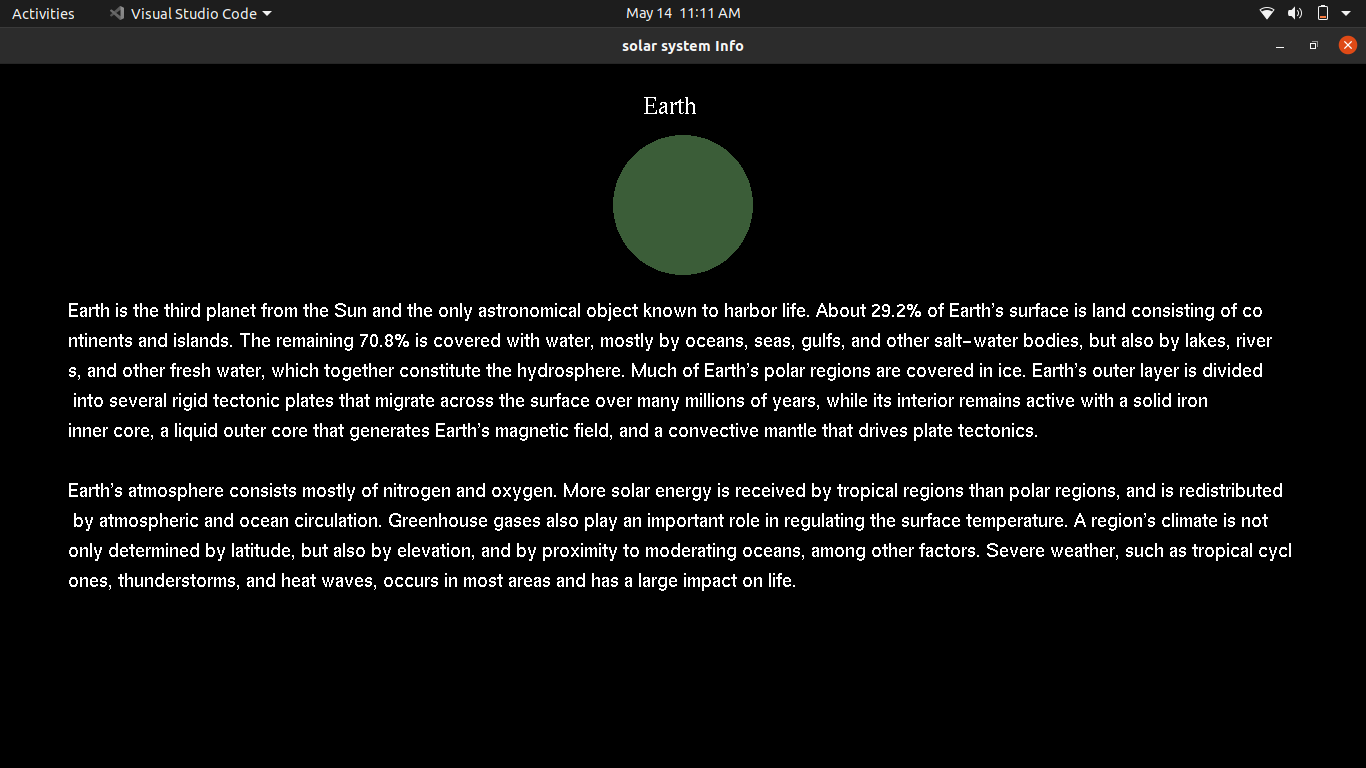 Activities
Visual Studio Code
May 14 11:11 AM
solar system Info
Earth
Earth is the third planet from the Sun and the only astronomical object known to harbor life. About 29.2% of Earth's surface is land consisting of co
ntinents and islands. The remaining 70.8% is covered with water, mostly by oceans, seas, gulfs, and other salt-water bodies, but also by lakes, river
s, and other fresh water, which together constitute the hydrosphere. Much of Earth's polar regions are covered in ice. Earth's outer layer is divided
into several rigid tectonic plates that migrate across the surface over many millions of years, while its interior remains active with a solid iron
inner core, a liquid outer core that generates Earth's magnetic field, and a convective mantle that drives plate tectonics.
Earth's atmosphere consists mostly of nitrogen and oxygen. More solar energy is received by tropical regions than polar regions, and is redistributed
by atmospheric and ocean circulation. Greenhouse gases also play an important role in regulating the surface temperature. A region's climate is not
only determined by latitude, but also by elevation, and by proximity to moderating oceans, among other factors. Severe weather, such as tropical cycl
ones, thunderstorms, and heat waves, occurs in most areas and has a large impact on life.